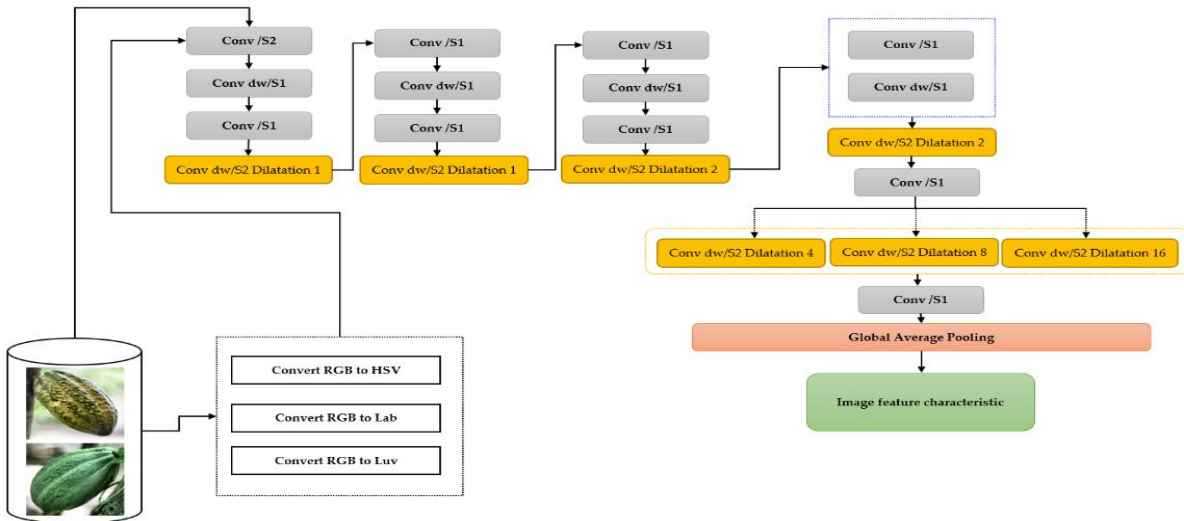 Conv /S2
Conv dw/S1
Conv /S1
Conv dw/S2 Dilatation 1
Conv /S1
Conv dw/S1
Conv /S1
Conv dw/S2 Dilatation 1
Conv /S1
Conv dw/S1
Conv /S1
Conv dw/S2 Dilatation 2
Conv /S1
Conv dw/S1
Conv dw/S2 Dilatation 2
Conv /S1
Conv dw/S2 Dilatation 4
Conv dw/S2 Dilatation 8
Conv dw/S2 Dilatation 16
Conv /S1
Global Average Pooling
Image feature characteristic
Convert RGB to HSV
Convert RGB to Lab
Convert RGB to Luv